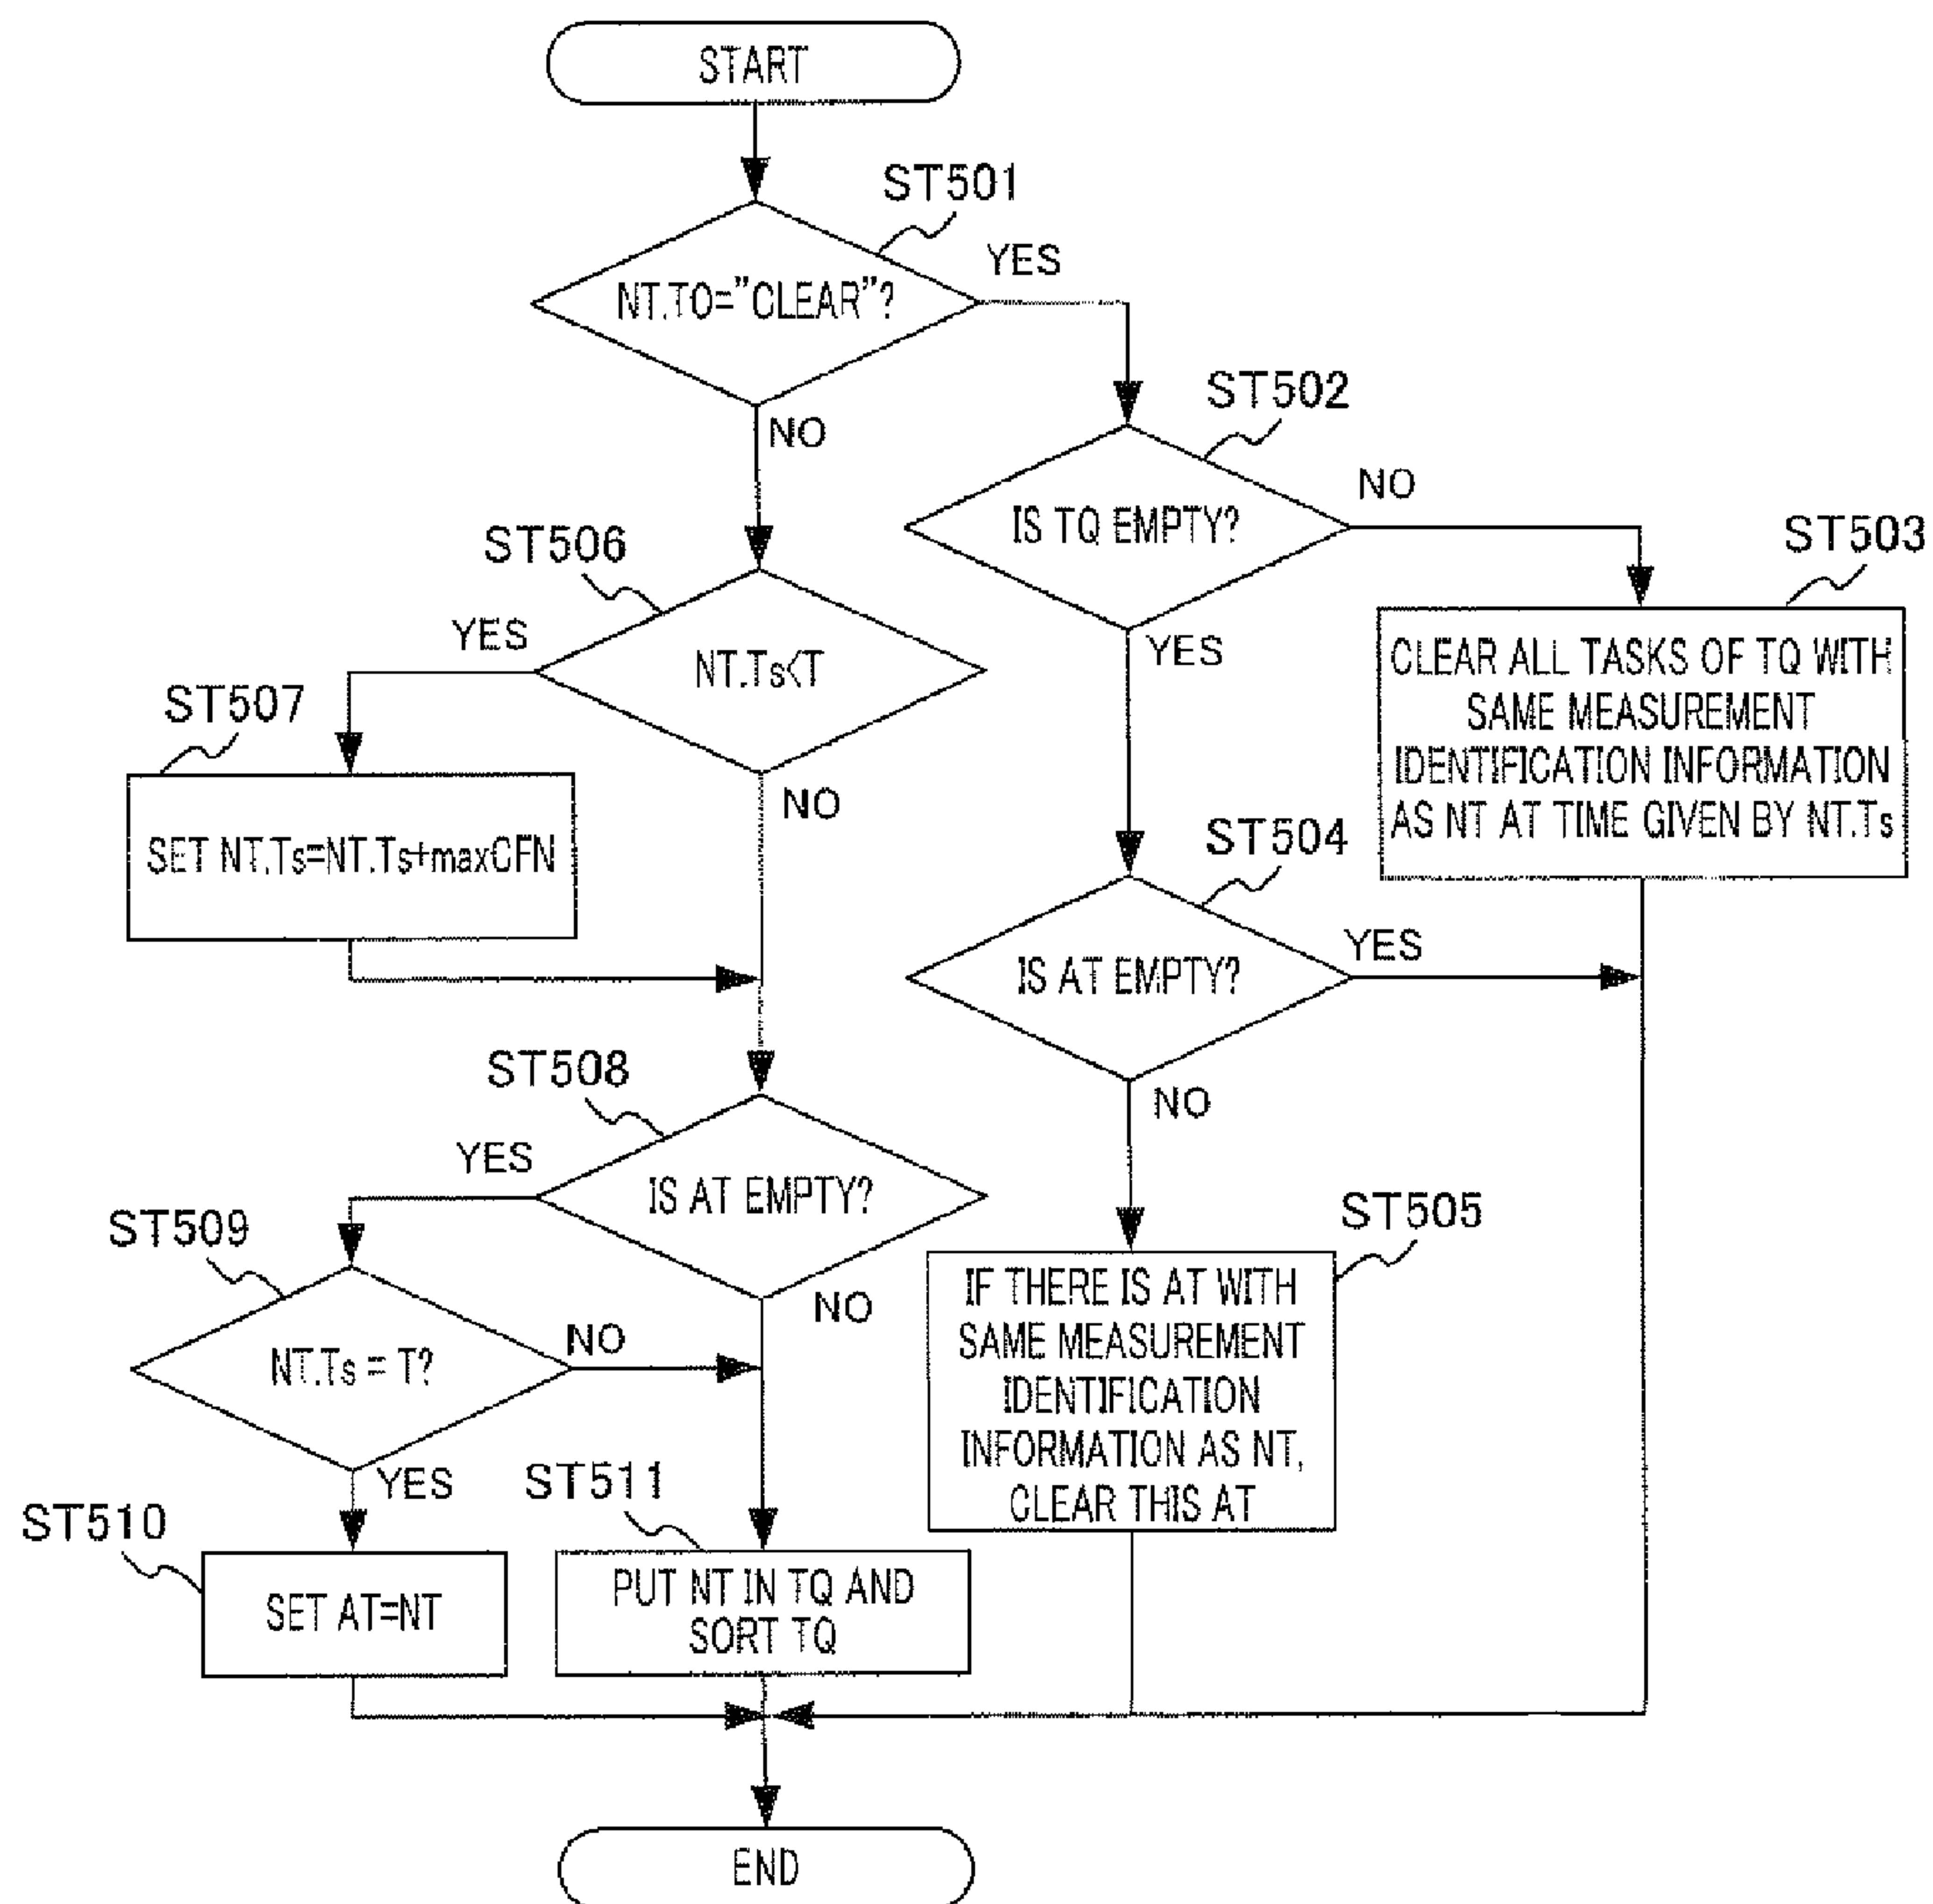 START
ST501
NT.TO="CLEAR"?
YES
NO
ST502
IS TQ EMPTY?
NO
YES
ST503
CLEAR ALL TASKS OF TQ WITH
SAME MEASUREMENT
IDENTIFICATION INFORMATION
AS NT AT TIME GIVEN BY NT.Ts
ST506
NT.Ts<T
YES
NO
ST507
SET NT.Ts=NT.Ts+maxCFN
ST504
IS AT EMPTY?
YES
NO
ST508
IS AT EMPTY?
YES
NO
ST505
IF THERE IS AT WITH
SAME MEASUREMENT
IDENTIFICATION
INFORMATION AS NT,
CLEAR THIS AT
ST509
NT.Ts = T?
NO
YES
ST510
SET AT=NT
ST511
PUT NT IN TQ AND
SORT TQ
END